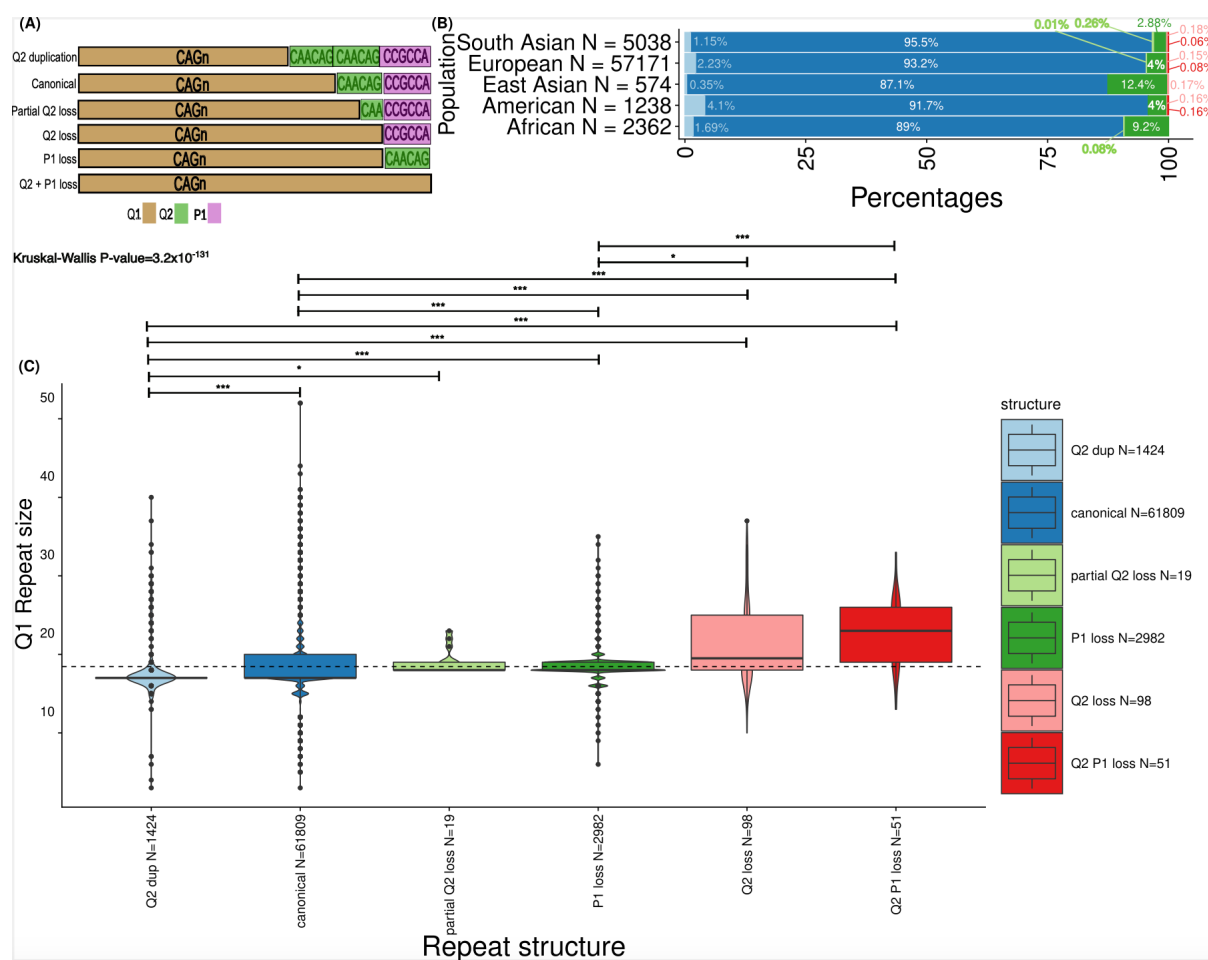 (A)
Q2 duplication CAGn CAACAG CAACAG CCGCCA
Canonical CAGn CAACAG CCGCCA
Partial Q2 loss CAGn CAA CCGCCA
Q2 loss CAGn CCGCCA
P1 loss CAGn CAACAG
Q2 + P1 loss CAGn
Q1 Q2 P1
(B)
Population
0.01% 0.26% 2.88% 0.18%
South Asian N = 5038 1.15% 95.5% 0.06%
0.15%
European N = 57171 2.23% 93.2% 4% 0.08%
East Asian N = 574 0.35% 87.1% 12.4% 0.17%
0.16%
American N = 1238 4.1% 91.7% 4% 0.16%
African N = 2362 1.69% 89% 9.2%
0.08%
0 25 50 75 100
Percentages
Kruskal-Wallis P-value=3.2x10-131
***
*
***
***
***
***
***
***
*
***
(C)
Q1 Repeat size
50
40
30
20
10
Q2 dup N=1424
canonical N=61809
partial Q2 loss N=19
P1 loss N=2982
Q2 loss N=98
Q2 P1 loss N=51
Repeat structure
structure
Q2 dup N=1424
canonical N=61809
partial Q2 loss N=19
P1 loss N=2982
Q2 loss N=98
Q2 P1 loss N=51